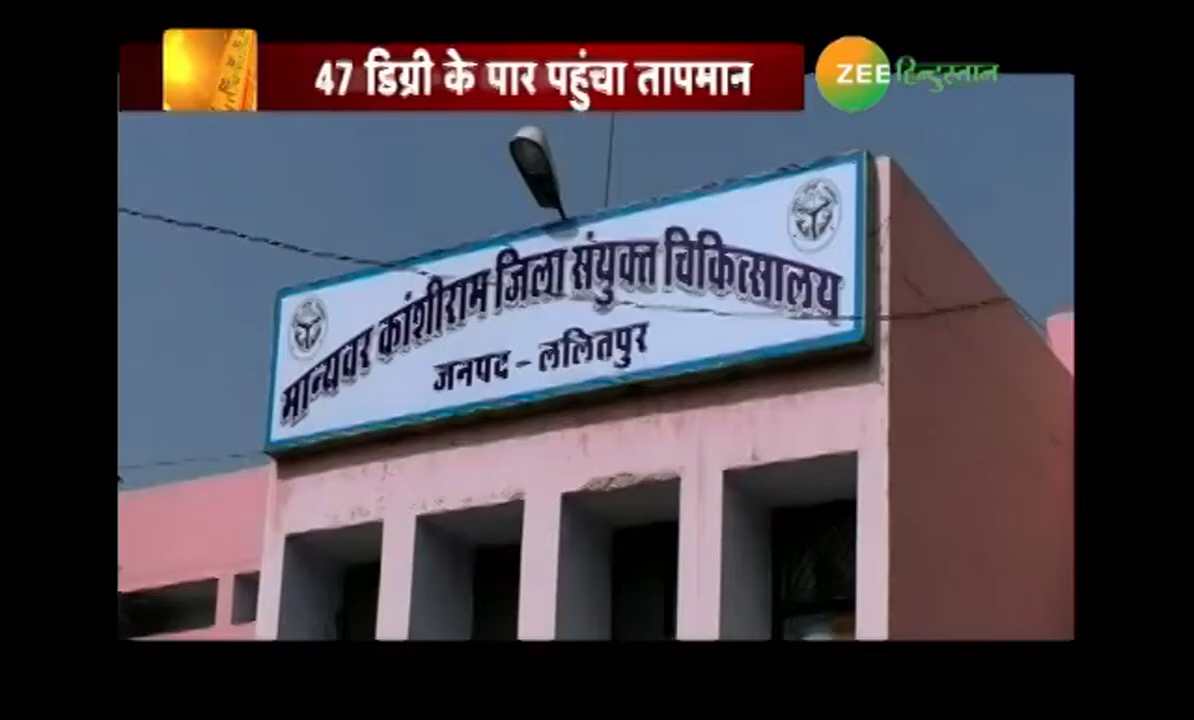 47 डिग्री के पार पहुंचा तापमान
ZEE हिन्दुस्तान
मान्यवर कांशीराम जिला संयुक्त चिकित्सालय
जनपद - ललितपुर